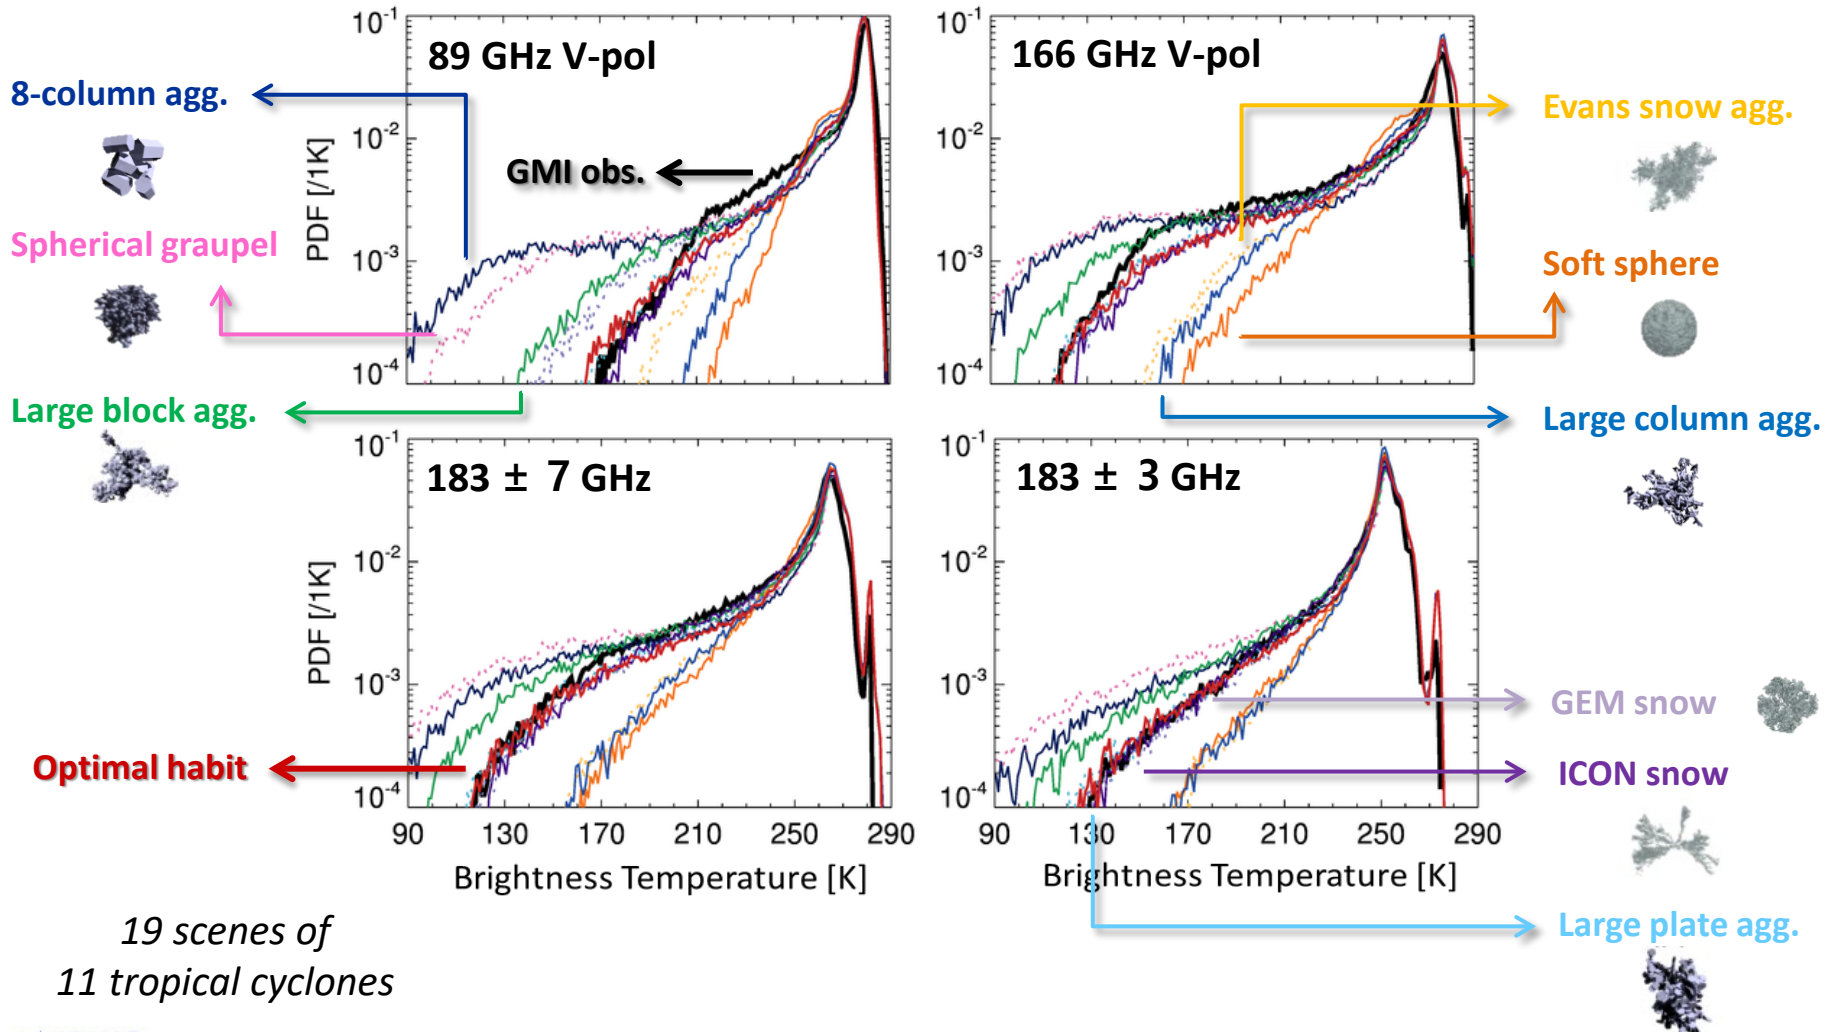 89 GHz V-pol
166 GHz V-pol
8-column agg.
Evans snow agg.
GMI obs.
Spherical graupel
Soft sphere
Large block agg.
Large column agg.
PDF [/1K]
10-1
10-2
10-3
10-4
10-1
10-2
10-3
10-4
183 ± 7 GHz
183 ± 3 GHz
PDF [/1K]
10-1
10-2
10-3
10-4
10-1
10-2
10-3
10-4
GEM snow
Optimal habit
ICON snow
90 130 170 210 250 290
90 130 170 210 250 290
Brightness Temperature [K]
Brightness Temperature [K]
Large plate agg.
19 scenes of
11 tropical cyclones